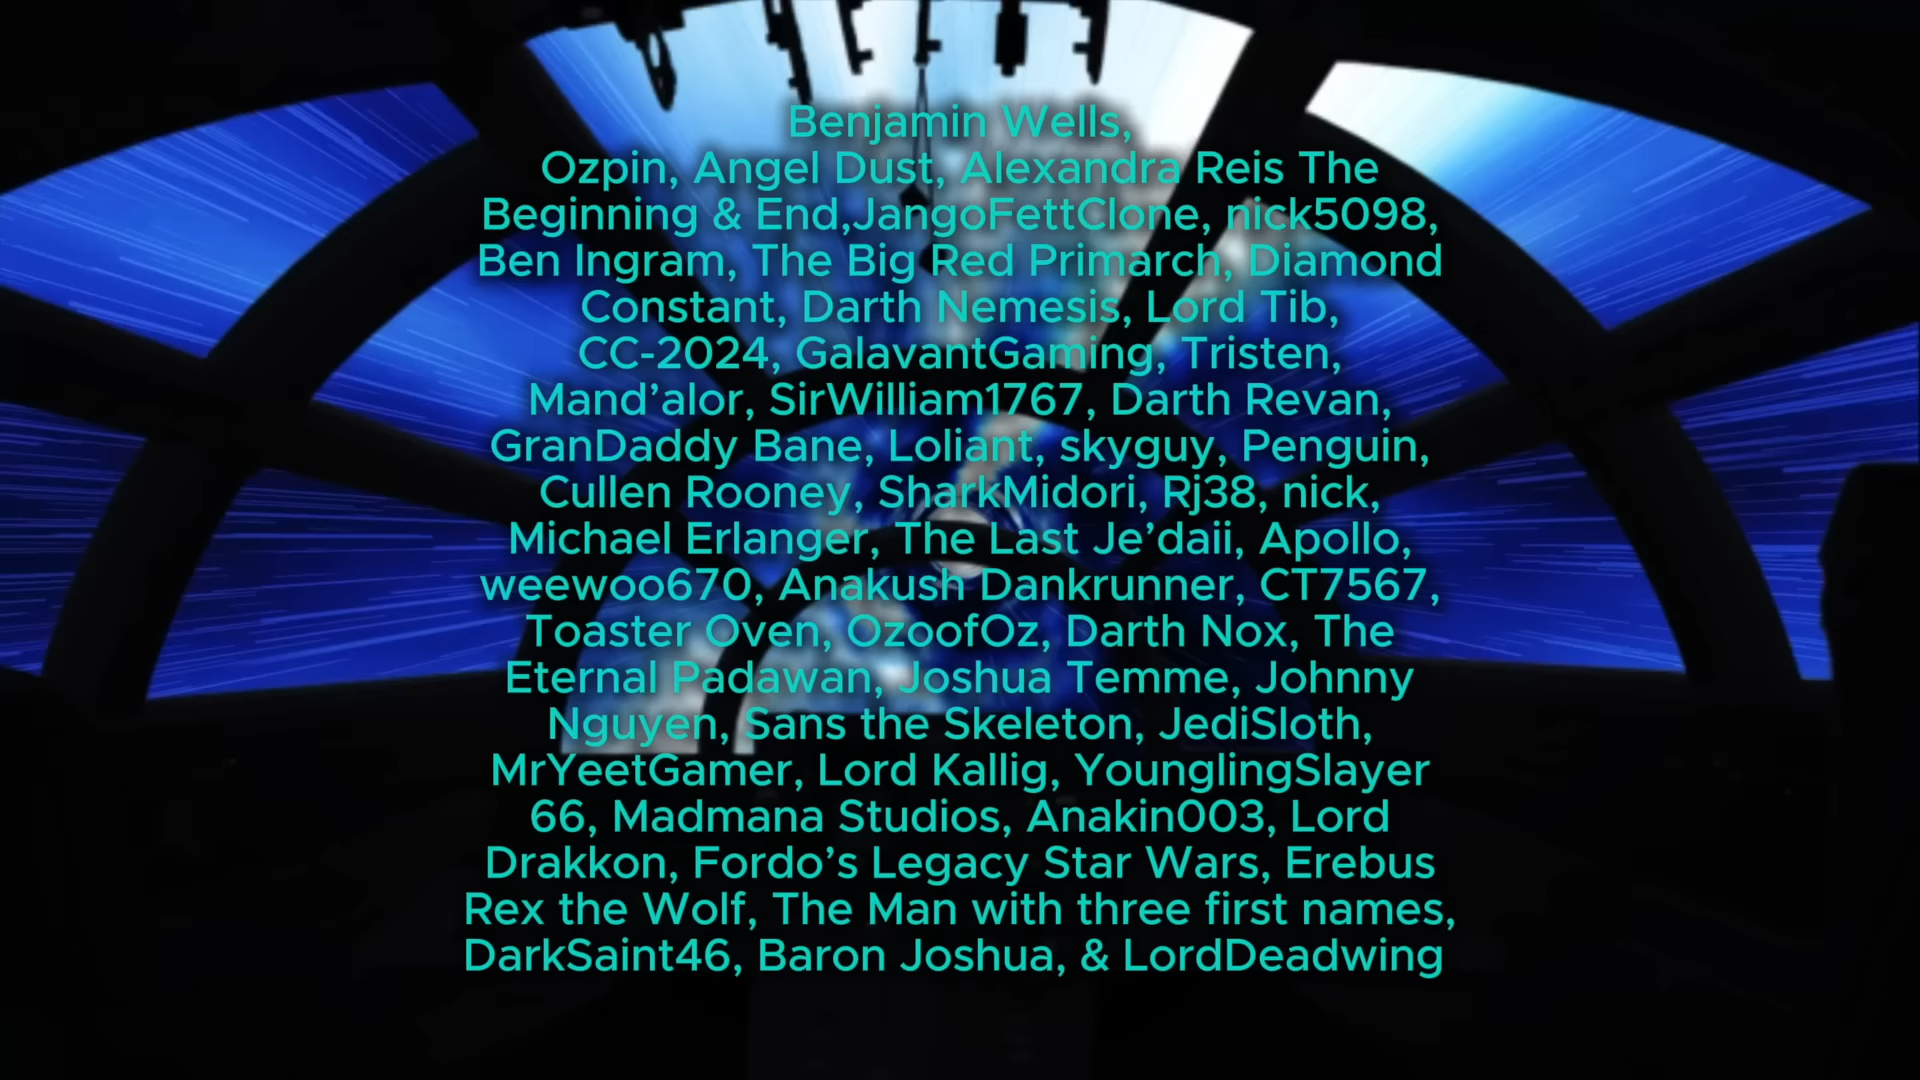 Benjamin Wells,
Ozpin, Angel Dust, Alexandra Reis The
Beginning & End,JangoFettClone, nick5098,
Ben Ingram, The Big Red Primarch, Diamond
Constant, Darth Nemesis, Lord Tib,
CC-2024, GalavantGaming, Tristen,
Mand’alor, SirWilliam1767, Darth Revan,
GranDaddy Bane, Loliant, skyguy, Penguin,
Cullen Rooney, SharkMidori, Rj38, nick,
Michael Erlanger, The Last Je’daii, Apollo,
weewoo670, Anakush Dankrunner, CT7567,
Toaster Oven, OzoofOz, Darth Nox, The
Eternal Padawan, Joshua Temme, Johnny
Nguyen, Sans the Skeleton, JediSloth,
MrYeetGamer, Lord Kallig, YounglingSlayer
66, Madmana Studios, Anakin003, Lord
Drakkon, Fordo’s Legacy Star Wars, Erebus
Rex the Wolf, The Man with three first names,
DarkSaint46, Baron Joshua, & LordDeadwing